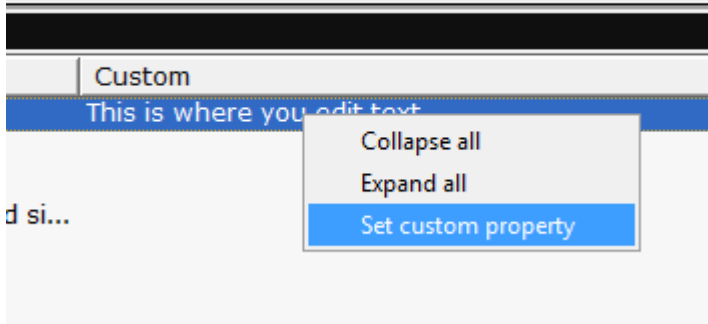 Custom
This is where you edit text
Collapse all
Expand all
d si...
Set custom property